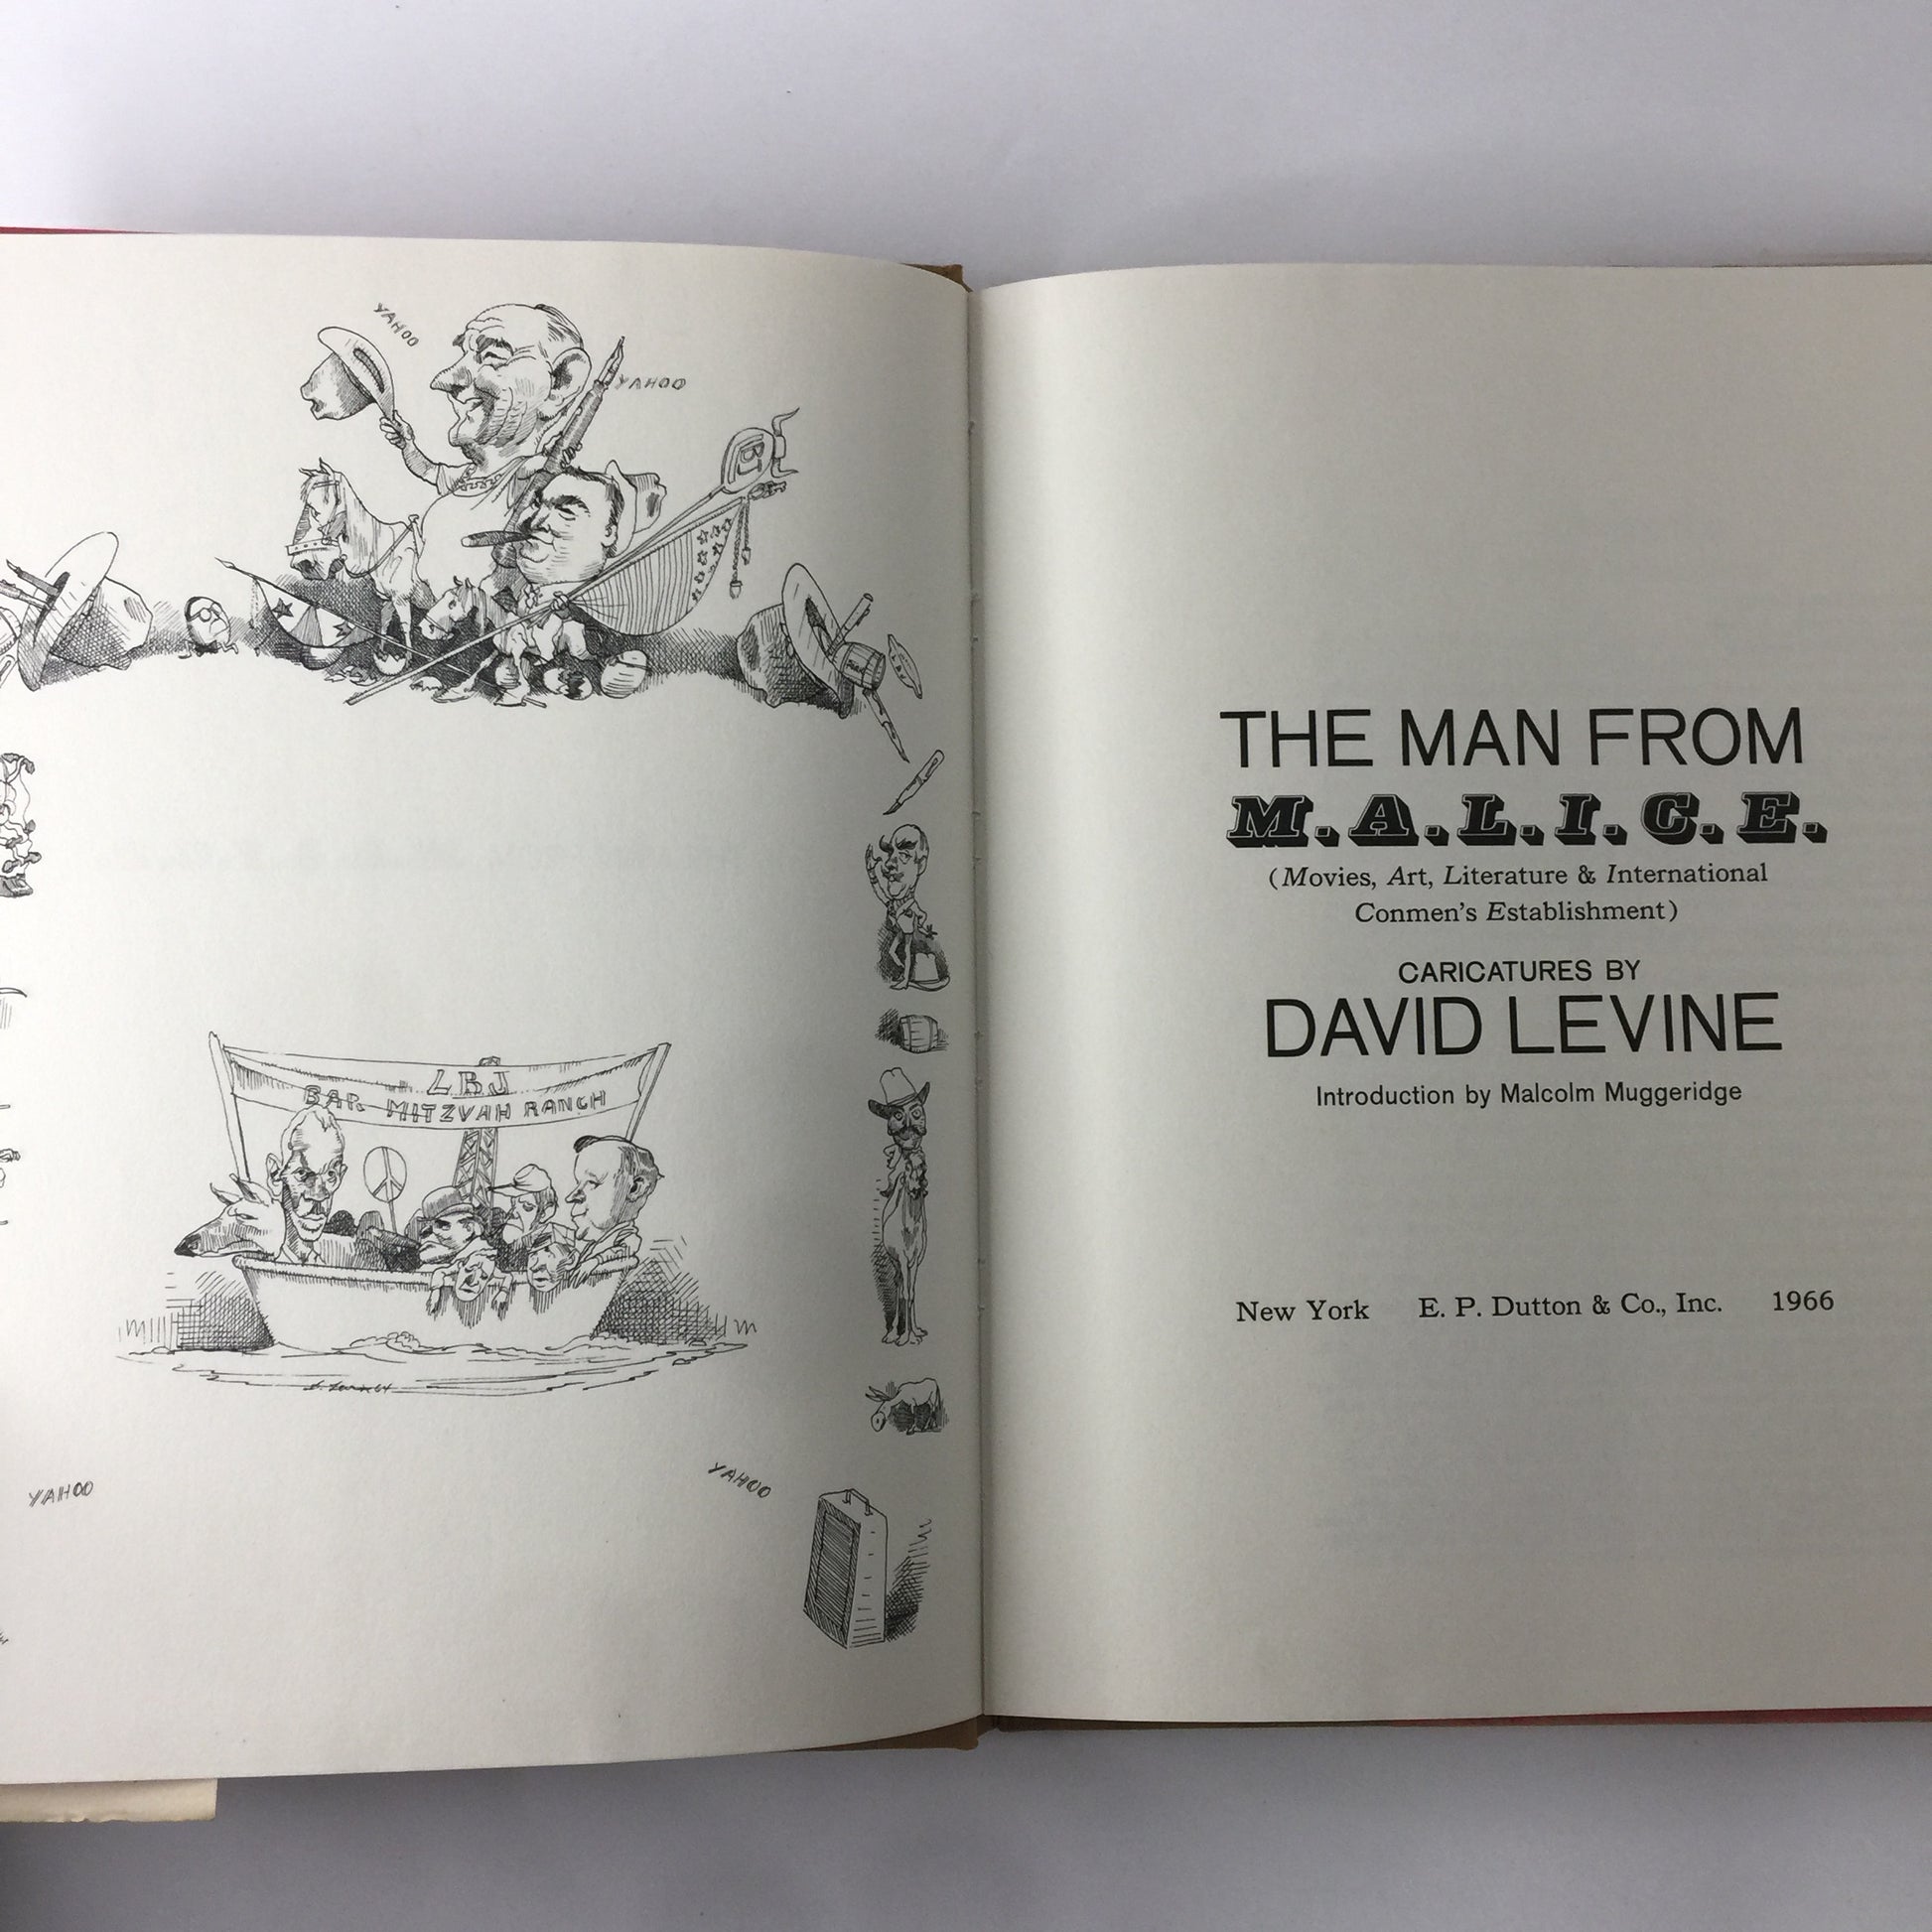 YAHOO
YAHOO
LBJ
BAR MITZVAH RANCH
YAHOO
YAHOO
THE MAN FROM
M.A.L.I.C.E.
(Movies, Art, Literature & International
Conmen's Establishment)
CARICATURES BY
DAVID LEVINE
Introduction by Malcolm Muggeridge
New York E. P. Dutton & Co., Inc. 1966